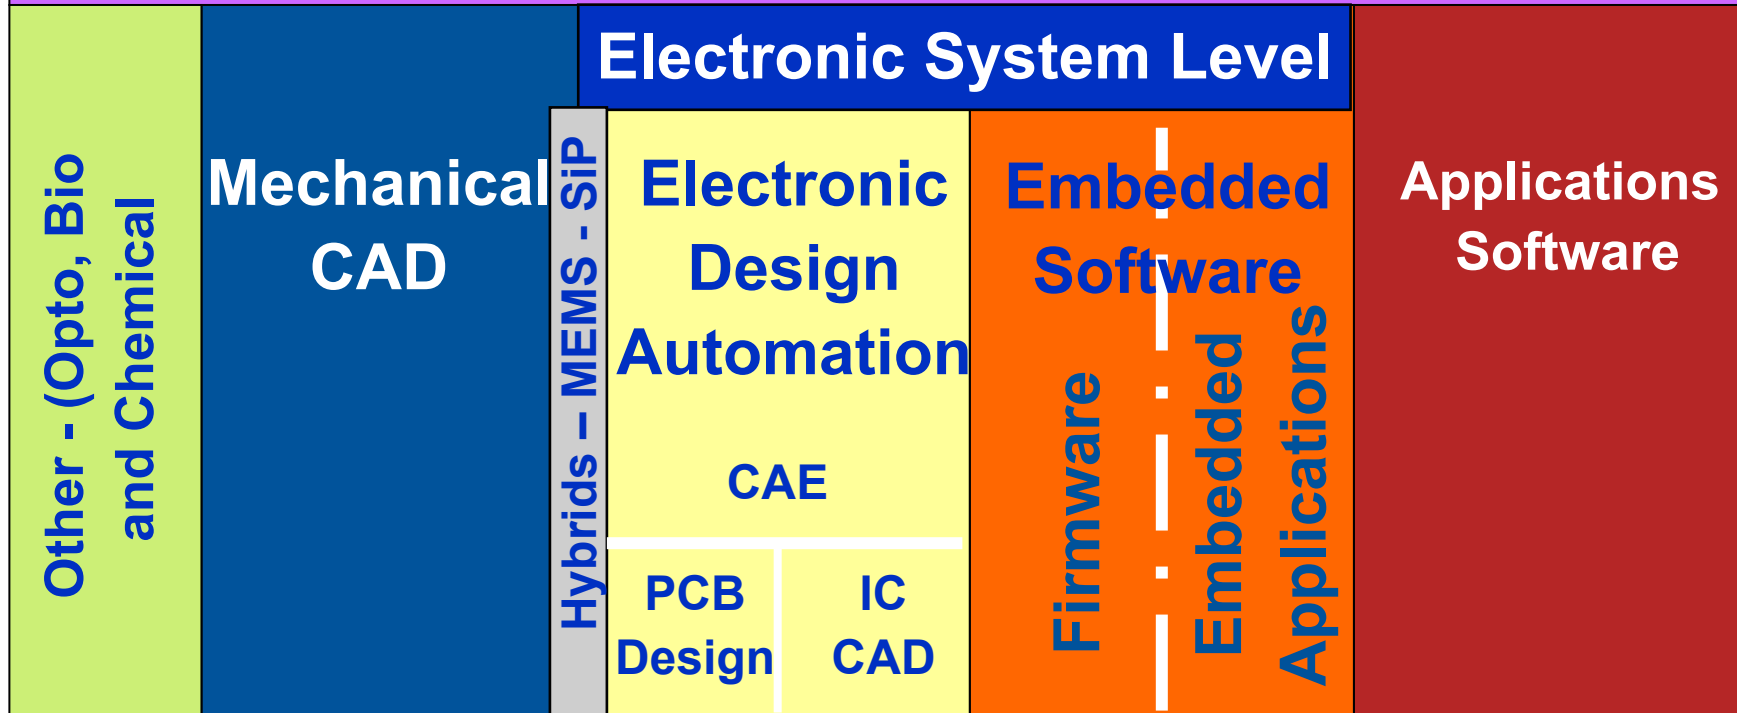 Electronic System Level
Other - (Opto, Bio
and Chemical
Mechanical
CAD
Hybrids – MEMS - SiP
Electronic
Design
Automation
CAE
PCB
Design
IC
CAD
Embedded
Software
Firmware
Embedded
Applications
Applications
Software